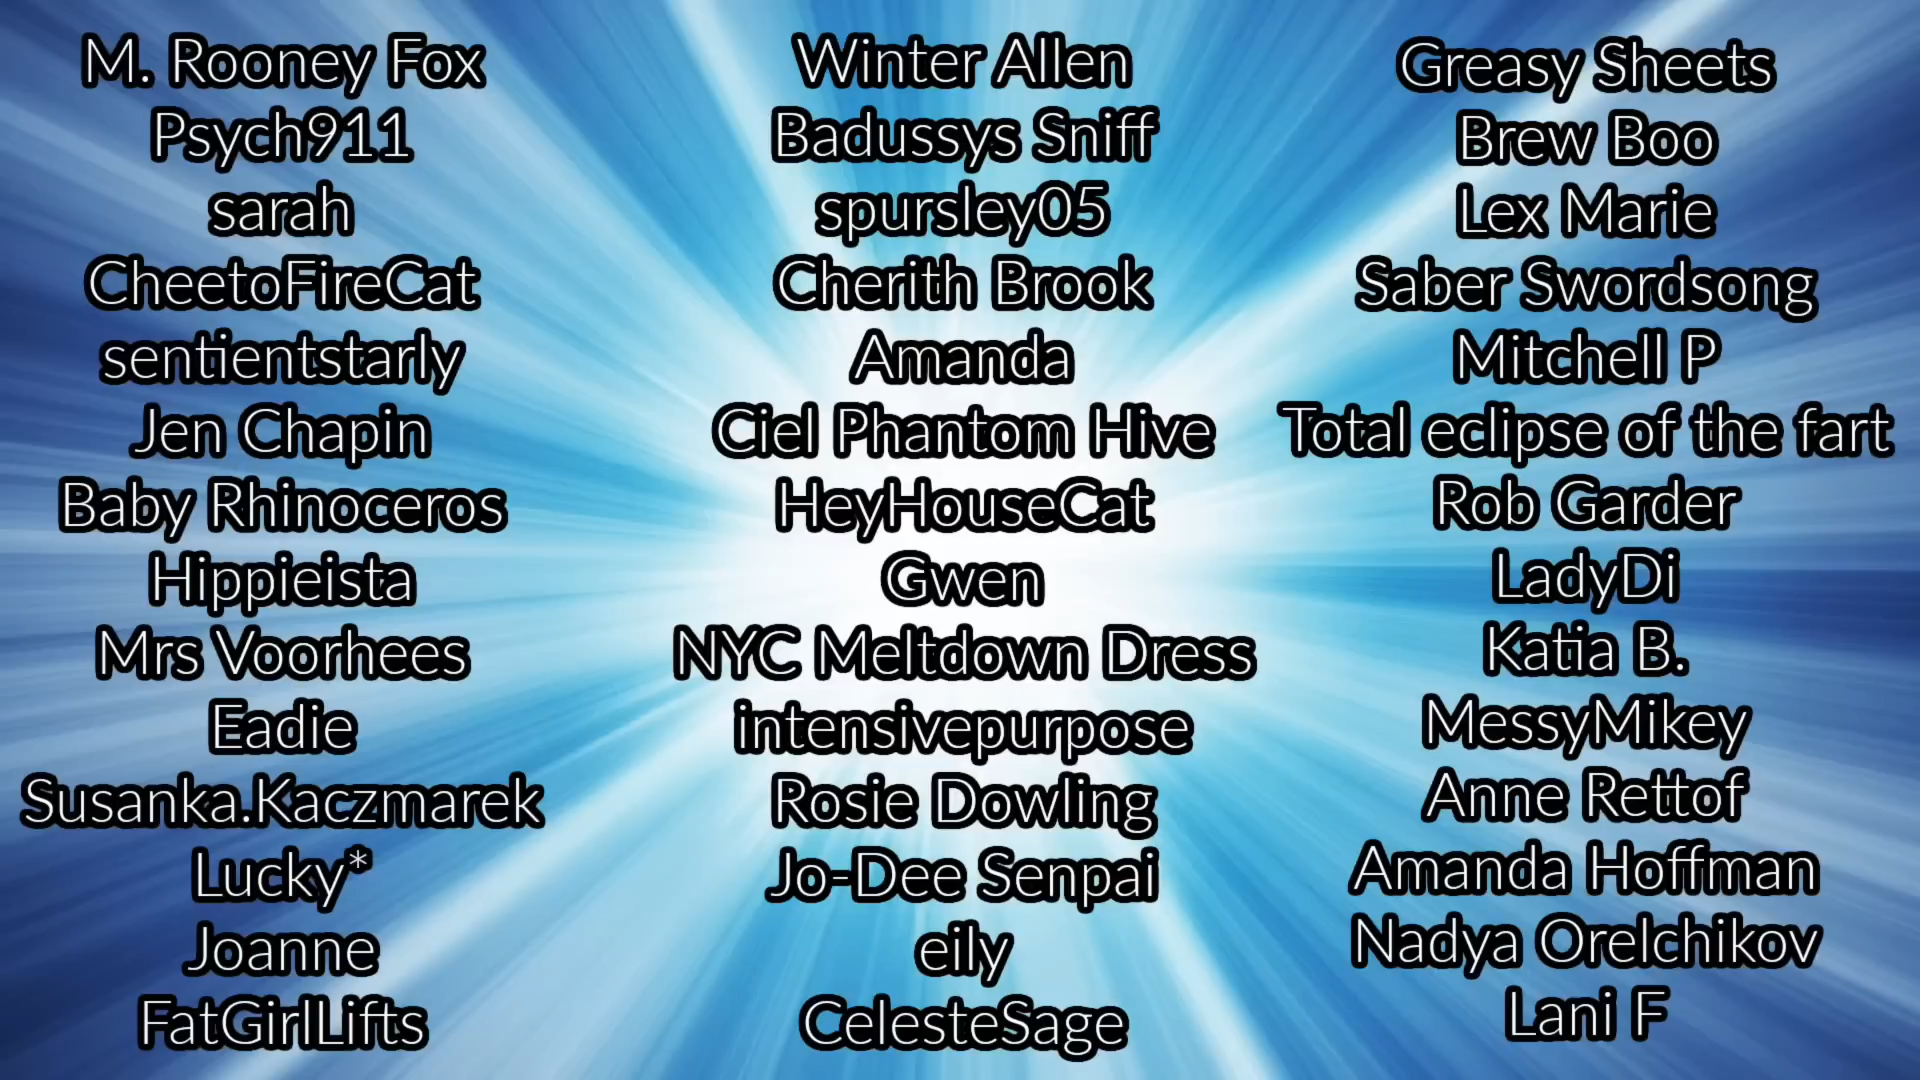 M. Rooney Fox
Psych911
sarah
CheetoFireCat
sentientstarly
Jen Chapin
Baby Rhinoceros
Hippieista
Mrs Voorhees
Eadie
Susanka.Kaczmarek
Lucky*
Joanne
FatGirlLifts
Winter Allen
Badussys Sniff
spursley05
Cherith Brook
Amanda
Ciel Phantom Hive
HeyHouseCat
Gwen
NYC Meltdown Dress
intensivepurpose
Rosie Dowling
Jo-Dee Senpai
eily
CelesteSage
Greasy Sheets
Brew Boo
Lex Marie
Saber Swordsong
Mitchell P
Total eclipse of the fart
Rob Garder
LadyDi
Katia B.
MessyMikey
Anne Rettof
Amanda Hoffman
Nadya Orelchikov
Lani F